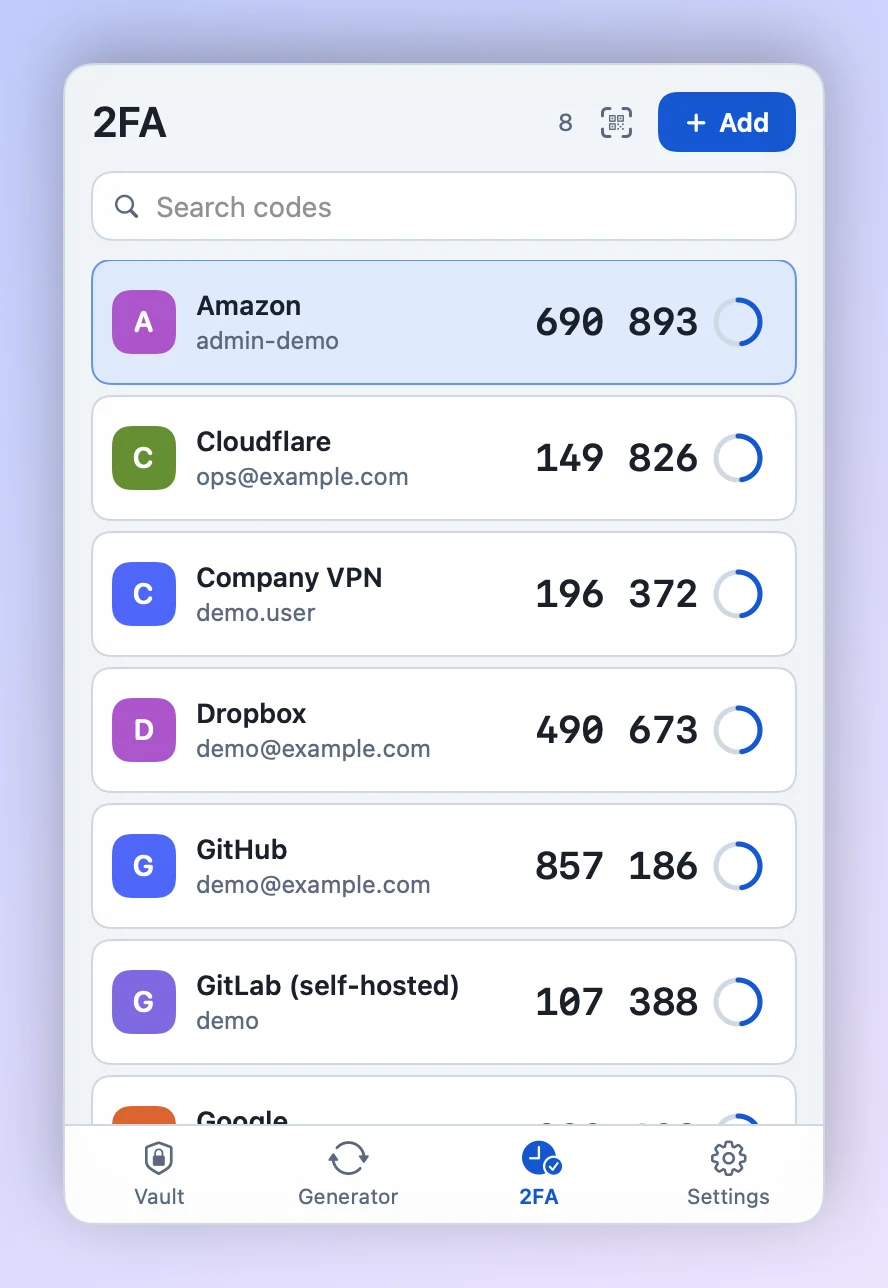 2FA
8
+ Add
Search codes
A
Amazon
admin-demo
690 893
C
Cloudflare
ops@example.com
149 826
C
Company VPN
demo.user
196 372
D
Dropbox
demo@example.com
490 673
G
GitHub
demo@example.com
857 186
G
GitLab (self-hosted)
demo
107 388
Google
Vault
Generator
2FA
Settings